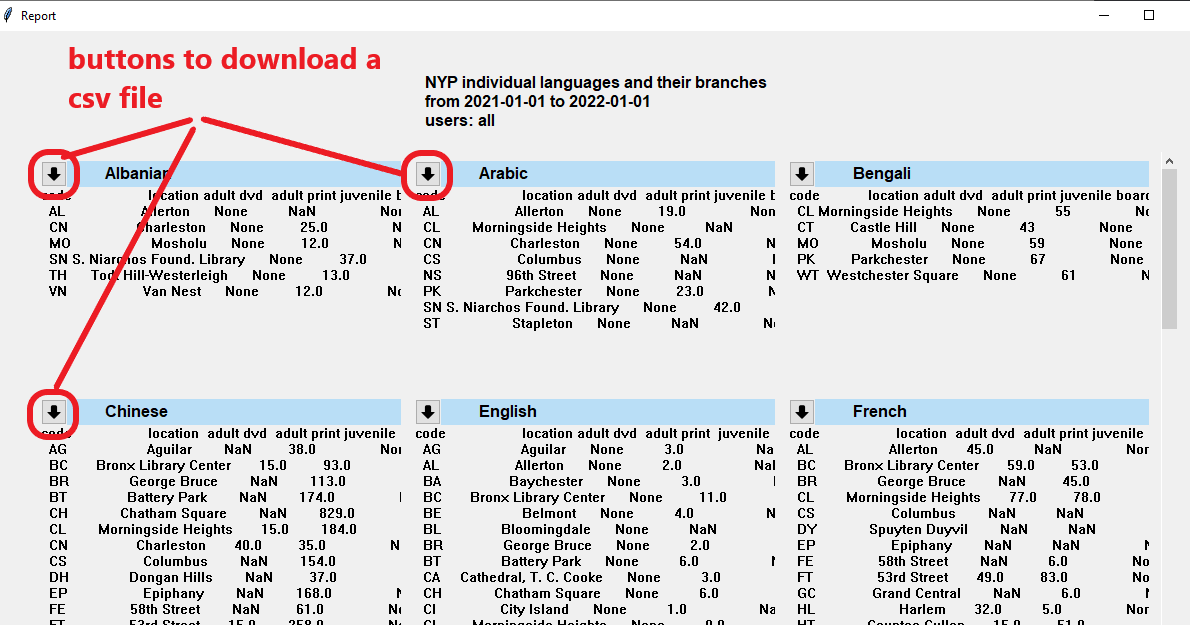 Report
buttons to download a
csv file
NYP individual languages and their branches
from 2021-01-01 to 2022-01-01
users: all
Albanian
code location adult dvd adult print juvenile b
AL Allerton None NaN Non
CN Charleston None 25.0 N
MO Mosholu None 12.0 N
SN S. Niarchos Found. Library None 37.0
TH Todt Hill-Westerleigh None 13.0
VN Van Nest None 12.0 No
Arabic
code location adult dvd adult print juvenile b
AL Allerton None 19.0 Non
CL Morningside Heights None NaN
CN Charleston None 54.0 N
CS Columbus None NaN
NS 96th Street None NaN N
PK Parkchester None 23.0 N
SN S. Niarchos Found. Library None 42.0
ST Stapleton None NaN No
Bengali
code location adult dvd adult print juvenile board
CL Morningside Heights None 55 No
CT Castle Hill None 43 None
MO Mosholu None 59 None
PK Parkchester None 67 None
WT Westchester Square None 61 N
Chinese
code location adult dvd adult print juvenile
AG Aguilar NaN 38.0 Non
BC Bronx Library Center 15.0 93.0
BR George Bruce NaN 113.0
BT Battery Park NaN 174.0
CH Chatham Square NaN 829.0
CL Morningside Heights 15.0 184.0
CN Charleston 40.0 35.0 N
CS Columbus NaN 154.0
DH Dongan Hills NaN 37.0
EP Epiphany NaN 168.0
FE 58th Street NaN 61.0 No
English
code location adult dvd adult print juvenile
AG Aguilar None 3.0 Na
AL Allerton None 2.0 NaN
BA Baychester None 3.0
BC Bronx Library Center None 11.0
BE Belmont None 4.0 N
BL Bloomingdale None NaN
BR George Bruce None 2.0
BT Battery Park None 6.0
CA Cathedral, T. C. Cooke None 3.0
CH Chatham Square None 6.0
CI City Island None 1.0 Na
French
code location adult dvd adult print juvenile
AL Allerton 45.0 NaN Non
BC Bronx Library Center 59.0 53.0
BR George Bruce NaN 45.0
CL Morningside Heights 77.0 78.0
CS Columbus NaN NaN
DY Spuyten Duyvil NaN NaN
EP Epiphany NaN NaN N
FE 58th Street NaN 6.0 No
FT 53rd Street 49.0 83.0 No
GC Grand Central NaN 6.0 N
HL Harlem 32.0 5.0 Non